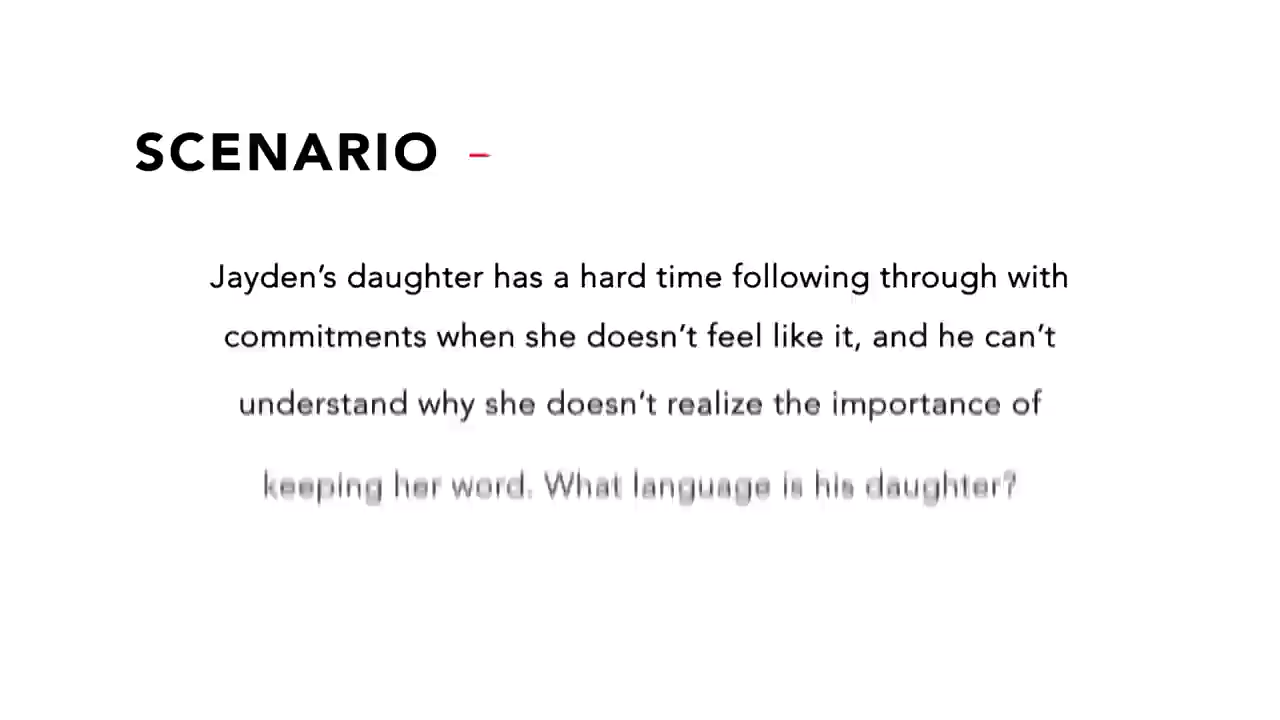 SCENARIO -
Jayden's daughter has a hard time following through with
commitments when she doesn't feel like it, and he can't
understand why she doesn't realize the importance of
keeping her word. What language is his daughter?